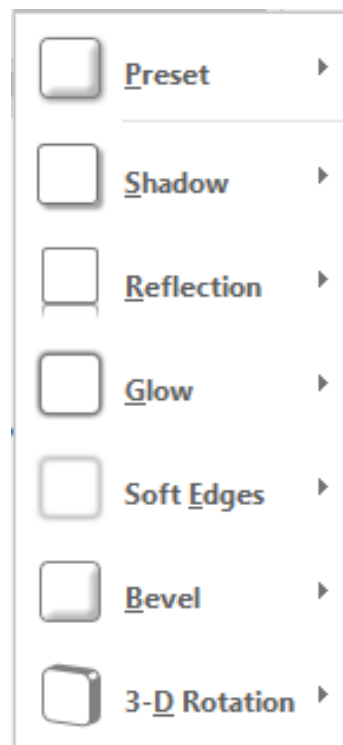 Preset
Shadow
Reflection
Glow
Soft Edges
Bevel
3-D Rotation